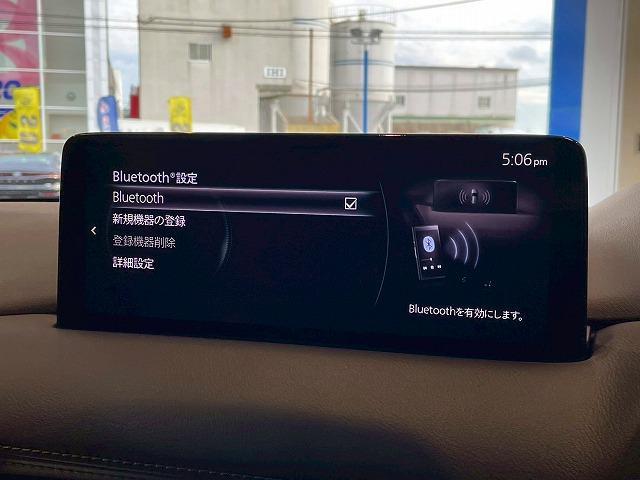 IHI
5:06pm
Bluetooth®設定
Bluetooth
新規機器の登録
登録機器削除
詳細設定
Bluetoothを有効にします。